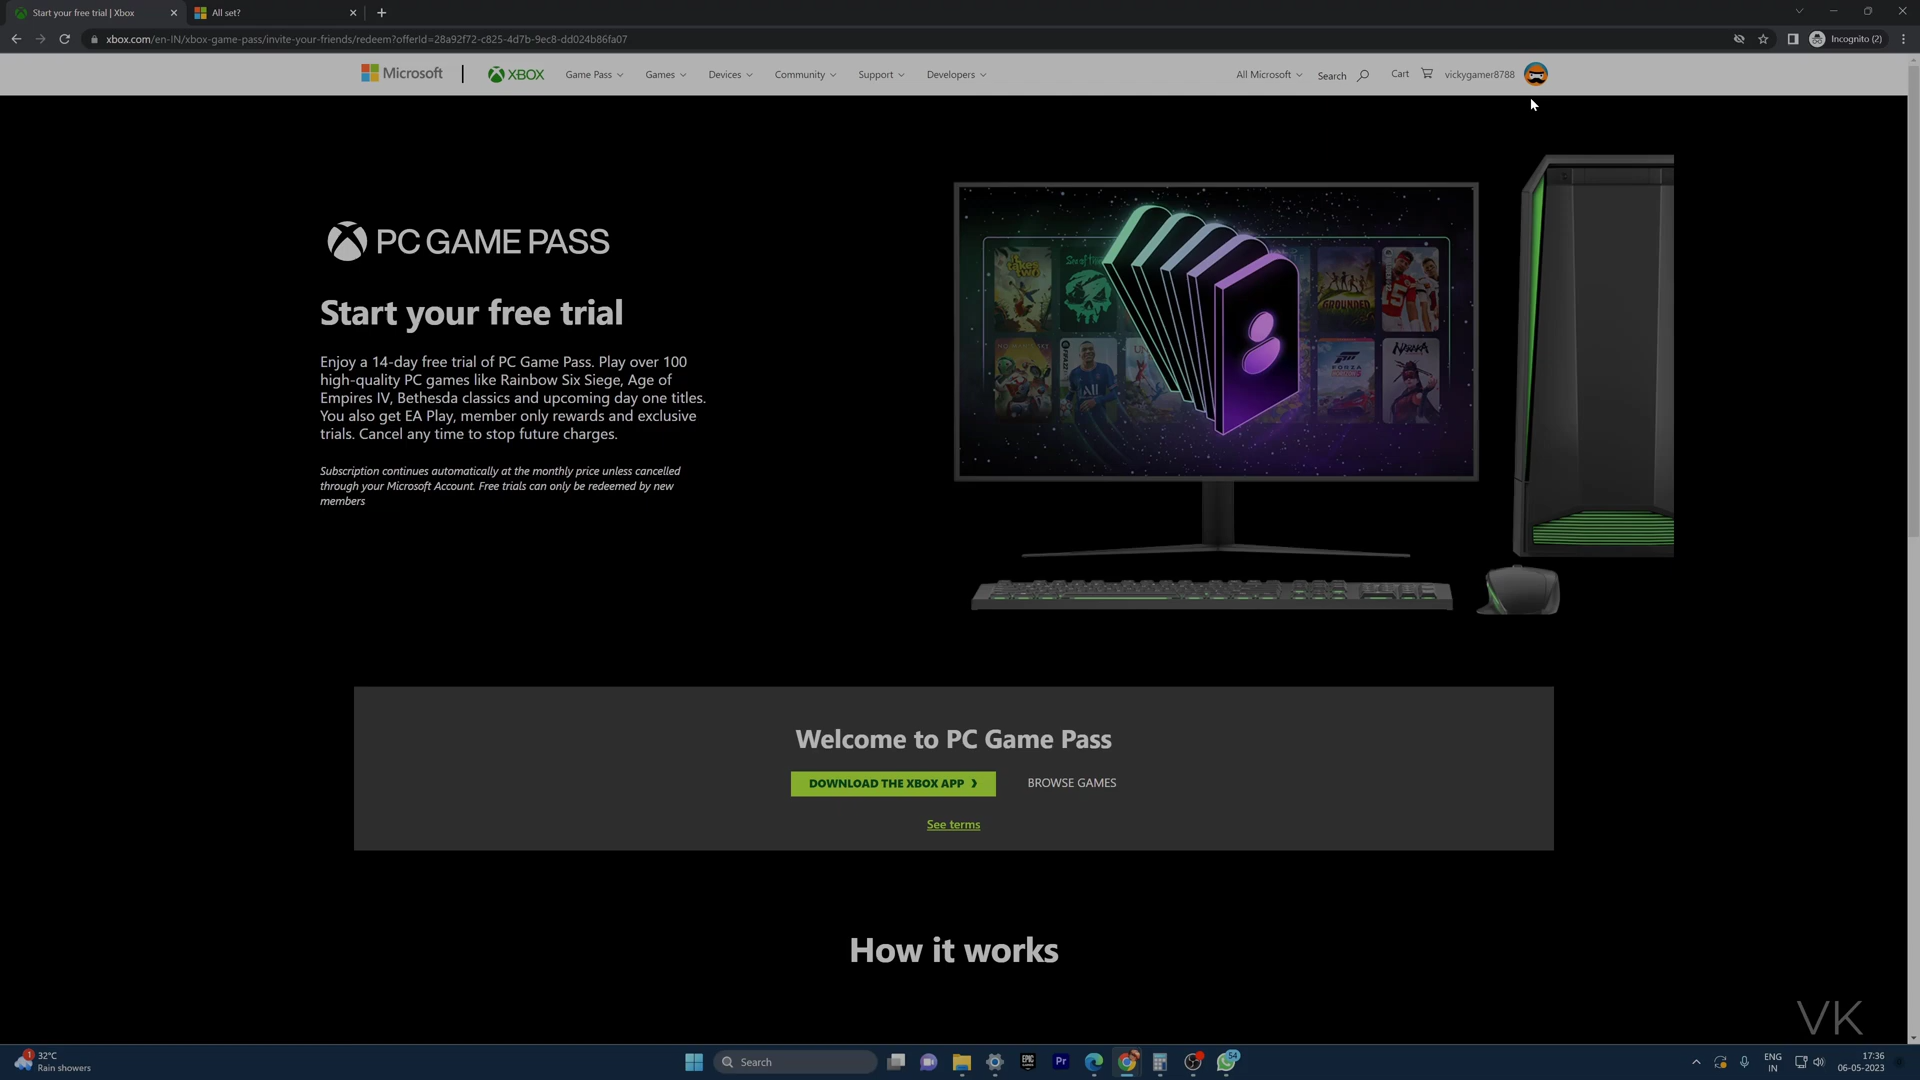 Start your free trial | Xbox
All set?
xbox.com/en-IN/xbox-game-pass/invite-your-friends/redeem?offerId=28a92f72-c825-4d7b-9ec8-dd024b86fa07
Incognito (2)
Microsoft
XBOX
Game Pass
Games
Devices
Community
Support
Developers
All Microsoft
Search
Cart
vickygamer8788
PC GAME PASS
Start your free trial
Enjoy a 14-day free trial of PC Game Pass. Play over 100
high-quality PC games like Rainbow Six Siege, Age of
Empires IV, Bethesda classics and upcoming day one titles.
You also get EA Play, member only rewards and exclusive
trials. Cancel any time to stop future charges.
Subscription continues automatically at the monthly price unless cancelled
through your Microsoft Account. Free trials can only be redeemed by new
members
GROUNDED
Welcome to PC Game Pass
DOWNLOAD THE XBOX APP
BROWSE GAMES
See terms
How it works
VK
1
32°C
Rain showers
Search
Pr
54
ENG
IN
17:36
06-05-2023